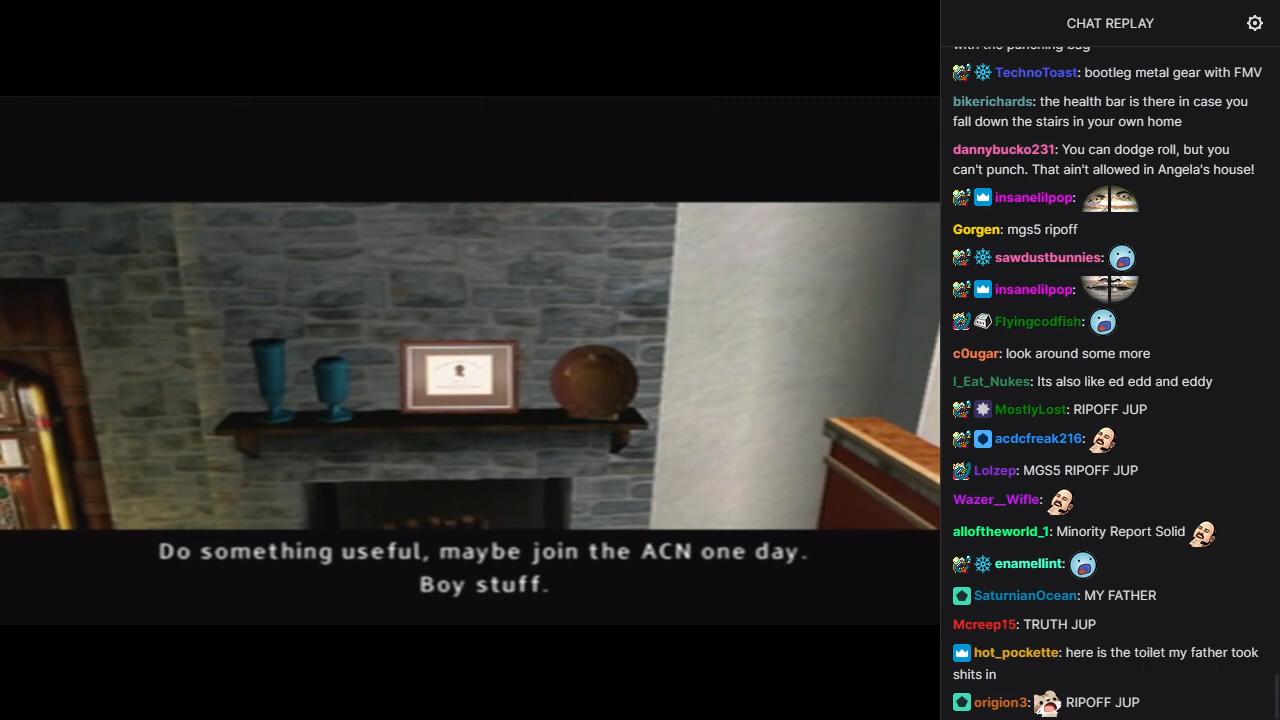 Do something useful, maybe join the ACN one day.
Boy stuff.
CHAT REPLAY
with the punching bag
TechnoToast: bootleg metal gear with FMV
bikerichards: the health bar is there in case you
fall down the stairs in your own home
dannybucko231: You can dodge roll, but you
can't punch. That ain't allowed in Angela's house!
insanelilpop:
Gorgen: mgs5 ripoff
sawdustbunnies:
insanelilpop:
Flyingcodfish:
c0ugar: look around some more
I_Eat_Nukes: Its also like ed edd and eddy
MostlyLost: RIPOFF JUP
acdcfreak216:
Lolzep: MGS5 RIPOFF JUP
Wazer__Wifle:
alloftheworld_1: Minority Report Solid
enamellint:
SaturnianOcean: MY FATHER
Mcreep15: TRUTH JUP
hot_pockette: here is the toilet my father took
shits in
origion3: RIPOFF JUP